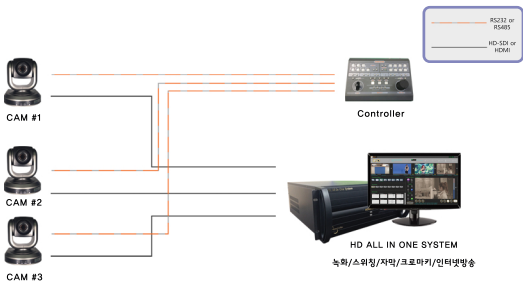 RS232 or
RS485
HD-SDI or
HDMI
CAM #1
Controller
CAM #2
HD ALL IN ONE SYSTEM
녹화/스위칭/자막/크로마키/인터넷방송
CAM #3